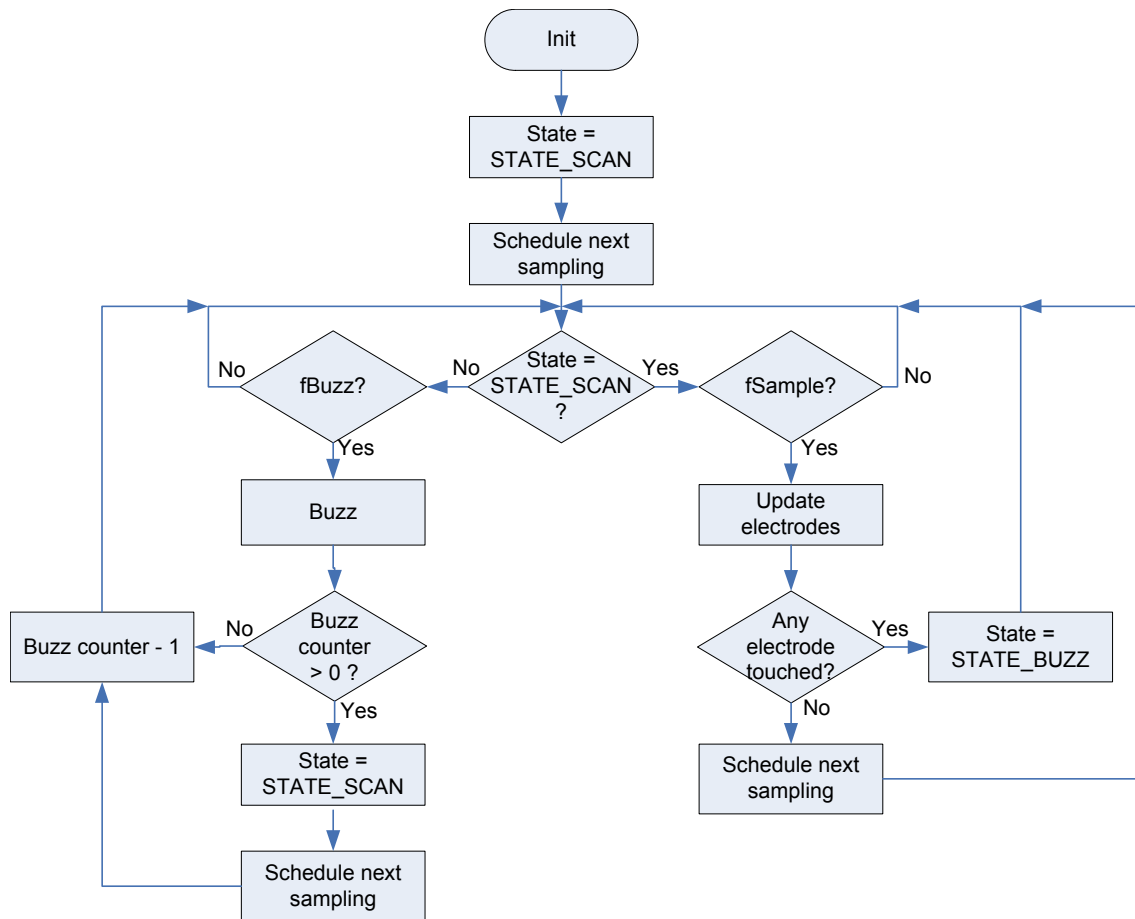 Init
State =
STATE_SCAN
Schedule next
sampling
No
fBuzz?
No
State =
STATE_SCAN
?
Yes
fSample?
No
Yes
Yes
Buzz
Update
electrodes
Buzz counter - 1
No
Buzz
counter
> 0 ?
Any
electrode
touched?
Yes
State =
STATE_BUZZ
Yes
No
State =
STATE_SCAN
Schedule next
sampling
Schedule next
sampling